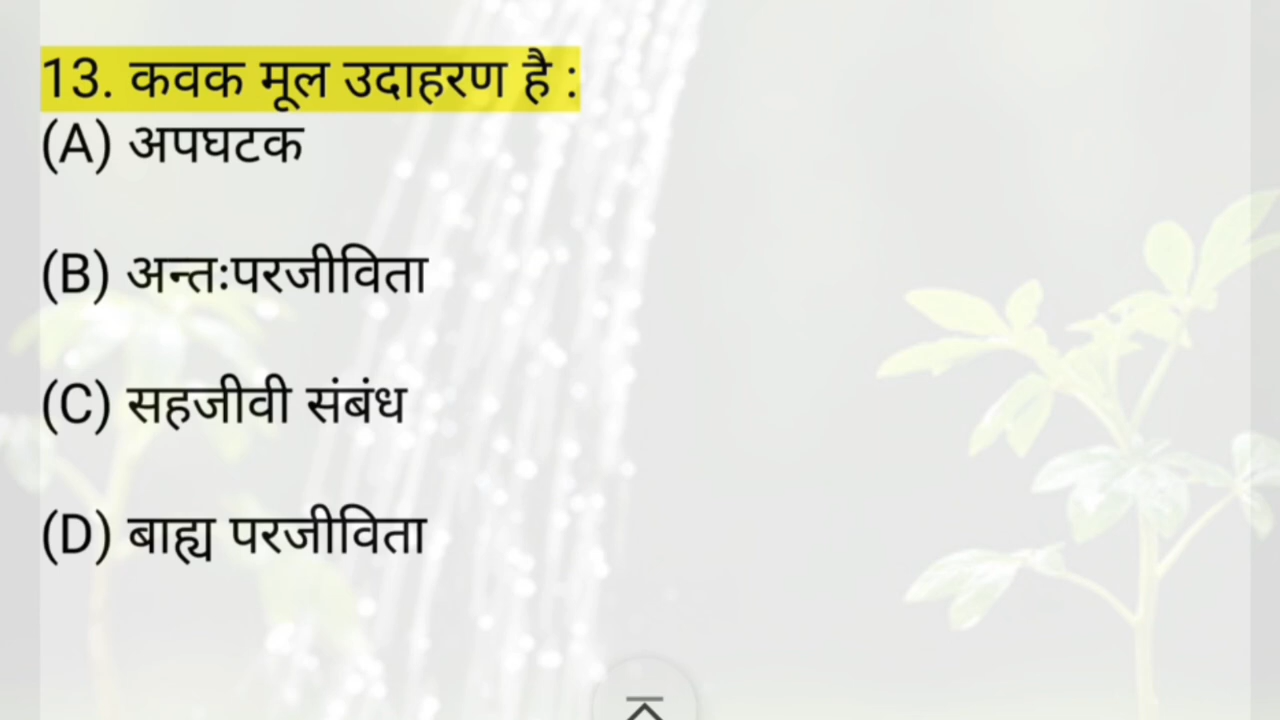 13. कवक मूल उदाहरण है :
(A) अपघटक
(B) अन्तःपरजीविता
(C) सहजीवी संबंध
(D) बाह्य परजीविता